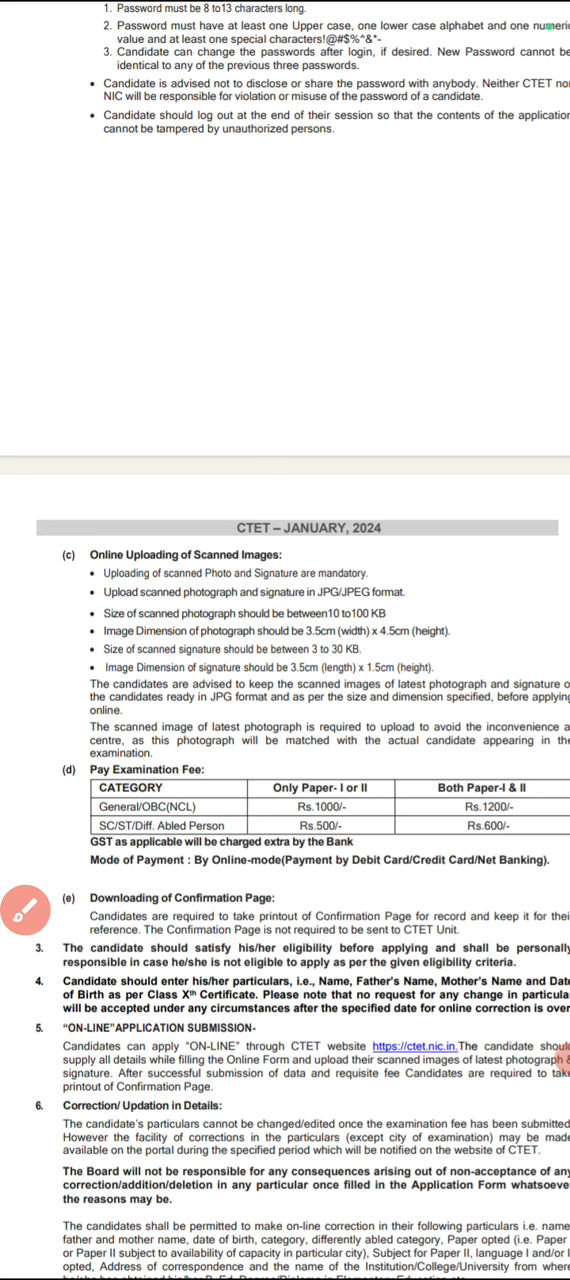 1. Password must be 8 to13 characters long.
2. Password must have at least one Upper case, one lower case alphabet and one numeric
value and at least one special characters!@#$%^&*-
3. Candidate can change the passwords after login, if desired. New Password cannot be
identical to any of the previous three passwords.
• Candidate is advised not to disclose or share the password with anybody. Neither CTET nor
NIC will be responsible for violation or misuse of the password of a candidate.
• Candidate should log out at the end of their session so that the contents of the application
cannot be tampered by unauthorized persons.
CTET – JANUARY, 2024
(c) Online Uploading of Scanned Images:
• Uploading of scanned Photo and Signature are mandatory.
• Upload scanned photograph and signature in JPG/JPEG format.
• Size of scanned photograph should be between10 to100 KB
• Image Dimension of photograph should be 3.5cm (width) x 4.5cm (height).
• Size of scanned signature should be between 3 to 30 KB.
• Image Dimension of signature should be 3.5cm (length) x 1.5cm (height).
The candidates are advised to keep the scanned images of latest photograph and signature o
the candidates ready in JPG format and as per the size and dimension specified, before applying
online.
The scanned image of latest photograph is required to upload to avoid the inconvenience a
centre, as this photograph will be matched with the actual candidate appearing in the
examination.
(d) Pay Examination Fee:
CATEGORY Only Paper- I or II Both Paper-I & II
General/OBC(NCL) Rs.1000/- Rs.1200/-
SC/ST/Diff. Abled Person Rs.500/- Rs.600/-
GST as applicable will be charged extra by the Bank
Mode of Payment : By Online-mode(Payment by Debit Card/Credit Card/Net Banking).
(e) Downloading of Confirmation Page:
Candidates are required to take printout of Confirmation Page for record and keep it for thei
reference. The Confirmation Page is not required to be sent to CTET Unit.
3. The candidate should satisfy his/her eligibility before applying and shall be personally
responsible in case he/she is not eligible to apply as per the given eligibility criteria.
4. Candidate should enter his/her particulars, i.e., Name, Father's Name, Mother's Name and Date
of Birth as per Class Xth Certificate. Please note that no request for any change in particula
will be accepted under any circumstances after the specified date for online correction is over
5. “ON-LINE”APPLICATION SUBMISSION-
Candidates can apply “ON-LINE” through CTET website https://ctet.nic.in.The candidate should
supply all details while filling the Online Form and upload their scanned images of latest photograph &
signature. After successful submission of data and requisite fee Candidates are required to take
printout of Confirmation Page.
6. Correction/ Updation in Details:
The candidate's particulars cannot be changed/edited once the examination fee has been submitted
However the facility of corrections in the particulars (except city of examination) may be made
available on the portal during the specified period which will be notified on the website of CTET.
The Board will not be responsible for any consequences arising out of non-acceptance of any
correction/addition/deletion in any particular once filled in the Application Form whatsoeve
the reasons may be.
The candidates shall be permitted to make on-line correction in their following particulars i.e. name
father and mother name, date of birth, category, differently abled category, Paper opted (i.e. Paper
or Paper II subject to availability of capacity in particular city), Subject for Paper II, language I and/or I
opted, Address of correspondence and the name of the Institution/College/University from where